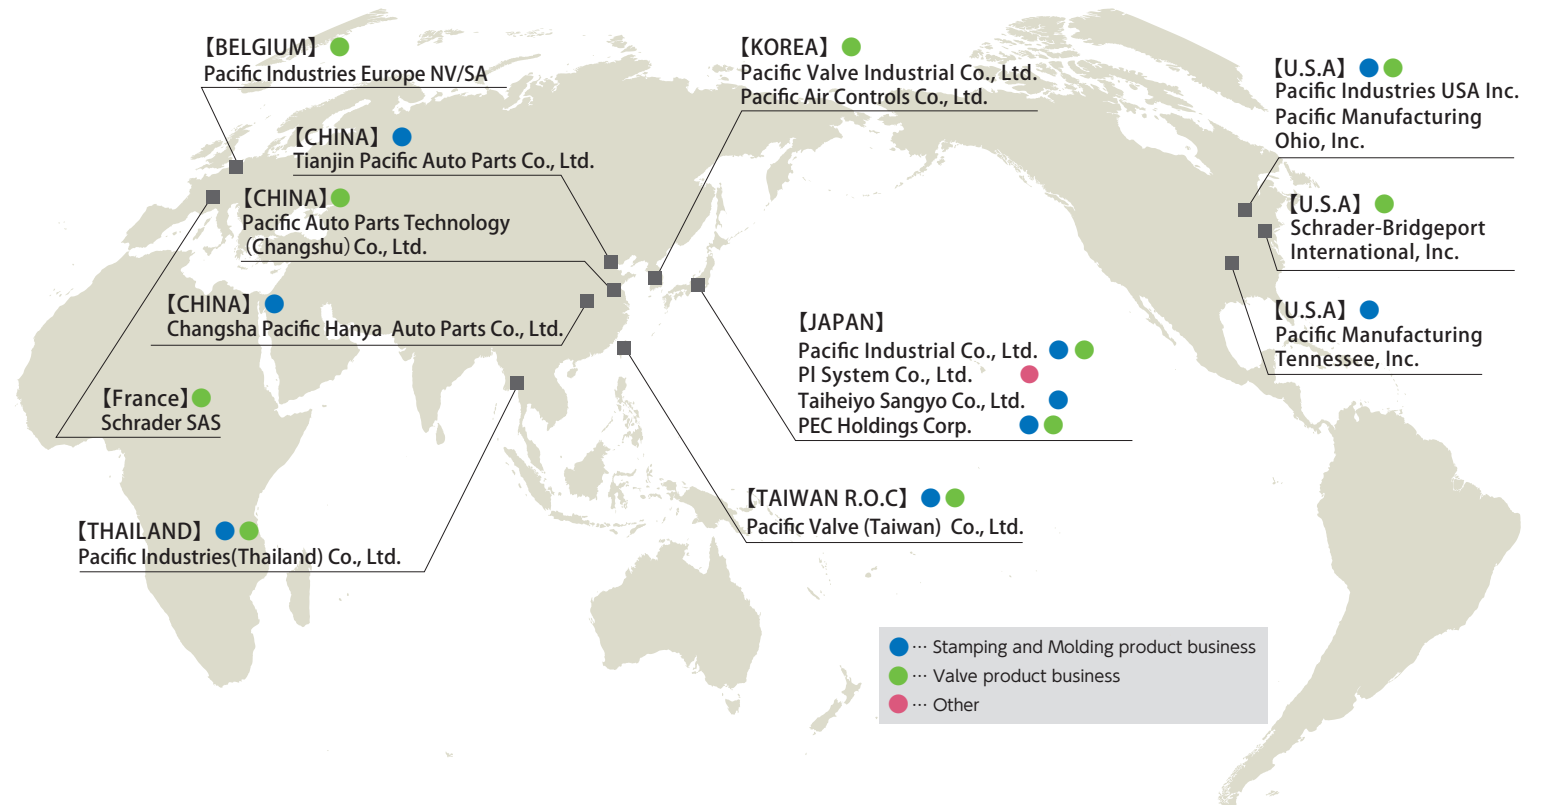 【BELGIUM】
Pacific Industries Europe NV/SA
【CHINA】
Tianjin Pacific Auto Parts Co., Ltd.
【CHINA】
Pacific Auto Parts Technology
(Changshu) Co., Ltd.
【CHINA】
Changsha Pacific Hanya Auto Parts Co., Ltd.
【France】
Schrader SAS
【THAILAND】
Pacific Industries(Thailand) Co., Ltd.
【KOREA】
Pacific Valve Industrial Co., Ltd.
Pacific Air Controls Co., Ltd.
【JAPAN】
Pacific Industrial Co., Ltd.
PI System Co., Ltd.
Taiheiyo Sangyo Co., Ltd.
PEC Holdings Corp.
【TAIWAN R.O.C】
Pacific Valve (Taiwan) Co., Ltd.
【U.S.A】
Pacific Industries USA Inc.
Pacific Manufacturing
Ohio, Inc.
【U.S.A】
Schrader-Bridgeport
International, Inc.
【U.S.A】
Pacific Manufacturing
Tennessee, Inc.
… Stamping and Molding product business
… Valve product business
… Other